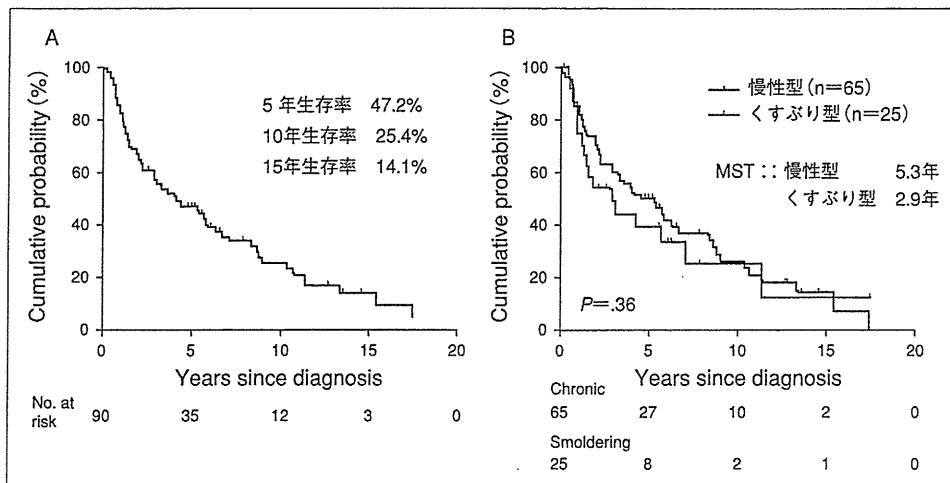 A
Cumulative probability (%)
100
80
60
40
20
0
5年生存率 47.2%
10年生存率 25.4%
15年生存率 14.1%
0 5 10 15 20
Years since diagnosis
No. at
risk
90 35 12 3 0
B
Cumulative probability (%)
100
80
60
40
20
0
慢性型(n=65)
くすぶり型(n=25)
MST:: 慢性型 5.3年
くすぶり型 2.9年
P=.36
0 5 10 15 20
Years since diagnosis
Chronic
65 27 10 2 0
Smoldering
25 8 2 1 0